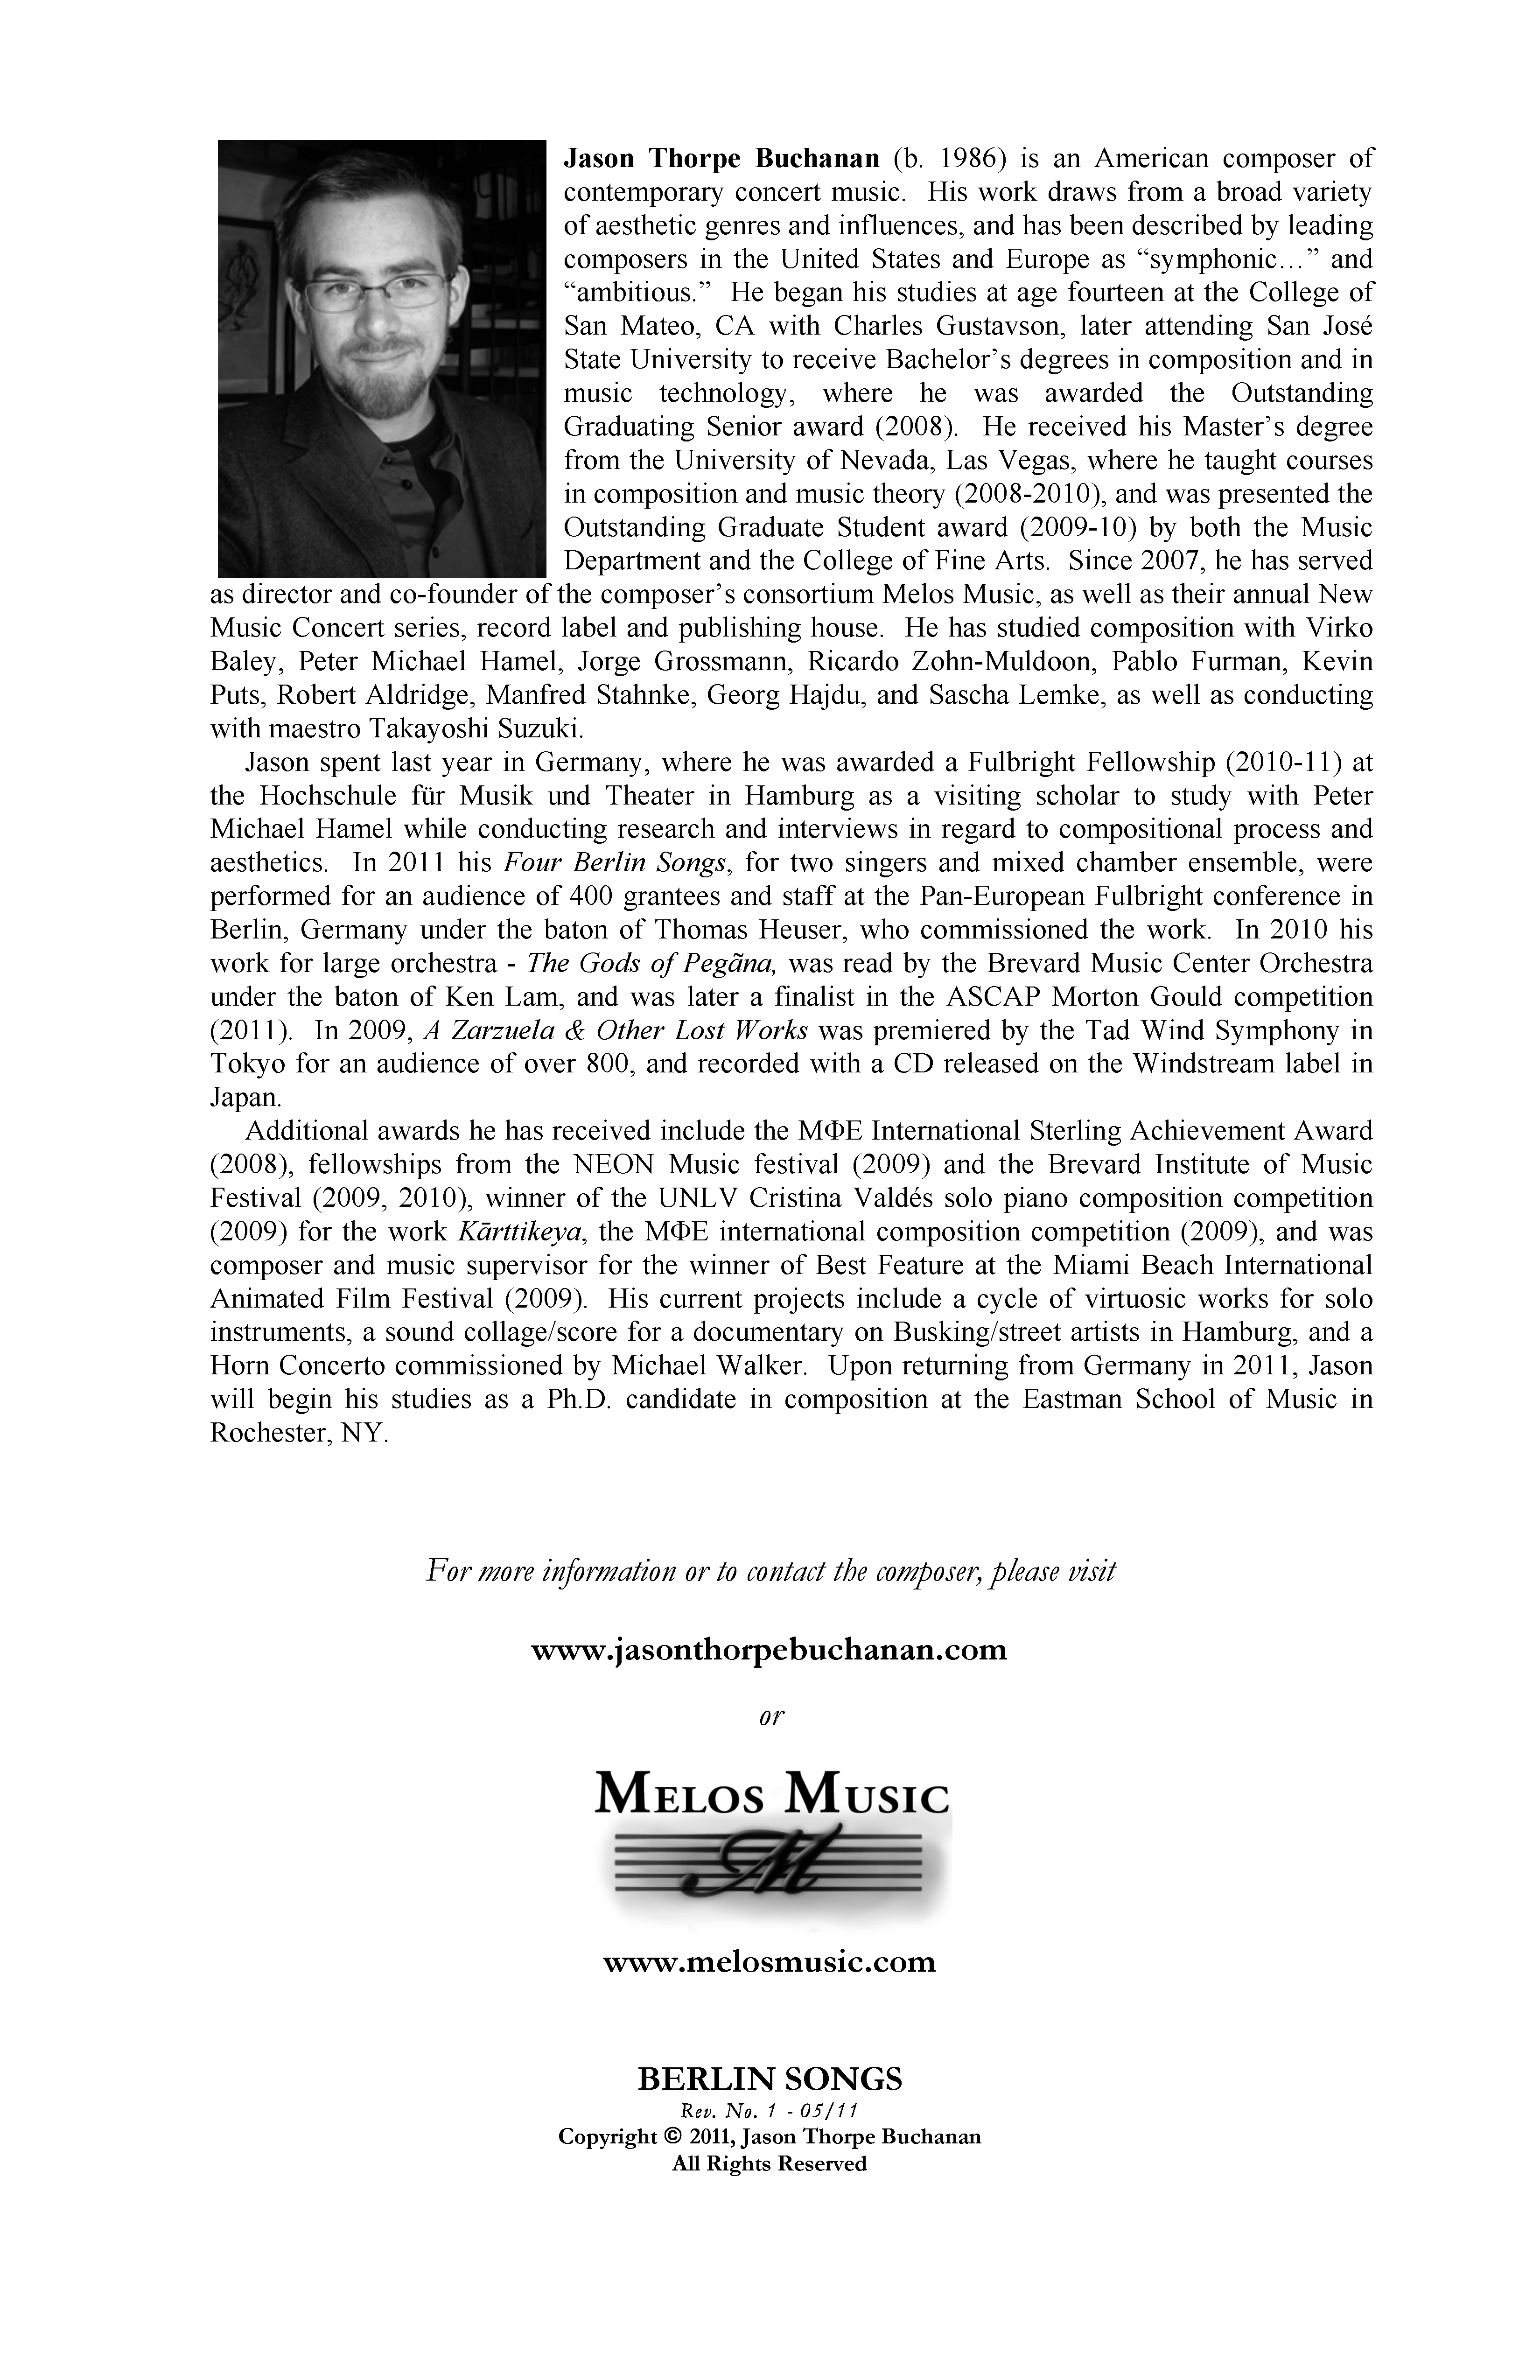 Jason Thorpe Buchanan (b. 1986) is an American composer of
contemporary concert music. His work draws from a broad variety
of aesthetic genres and influences, and has been described by leading
composers in the United States and Europe as “symphonic…” and
“ambitious.” He began his studies at age fourteen at the College of
San Mateo, CA with Charles Gustavson, later attending San José
State University to receive Bachelor’s degrees in composition and in
music technology, where he was awarded the Outstanding
Graduating Senior award (2008). He received his Master’s degree
from the University of Nevada, Las Vegas, where he taught courses
in composition and music theory (2008-2010), and was presented the
Outstanding Graduate Student award (2009-10) by both the Music
Department and the College of Fine Arts. Since 2007, he has served
as director and co-founder of the composer’s consortium Melos Music, as well as their annual New
Music Concert series, record label and publishing house. He has studied composition with Virko
Baley, Peter Michael Hamel, Jorge Grossmann, Ricardo Zohn-Muldoon, Pablo Furman, Kevin
Puts, Robert Aldridge, Manfred Stahnke, Georg Hajdu, and Sascha Lemke, as well as conducting
with maestro Takayoshi Suzuki.
Jason spent last year in Germany, where he was awarded a Fulbright Fellowship (2010-11) at
the Hochschule für Musik und Theater in Hamburg as a visiting scholar to study with Peter
Michael Hamel while conducting research and interviews in regard to compositional process and
aesthetics. In 2011 his Four Berlin Songs, for two singers and mixed chamber ensemble, were
performed for an audience of 400 grantees and staff at the Pan-European Fulbright conference in
Berlin, Germany under the baton of Thomas Heuser, who commissioned the work. In 2010 his
work for large orchestra - The Gods of Pegãna, was read by the Brevard Music Center Orchestra
under the baton of Ken Lam, and was later a finalist in the ASCAP Morton Gould competition
(2011). In 2009, A Zarzuela & Other Lost Works was premiered by the Tad Wind Symphony in
Tokyo for an audience of over 800, and recorded with a CD released on the Windstream label in
Japan.
Additional awards he has received include the MΦE International Sterling Achievement Award
(2008), fellowships from the NEON Music festival (2009) and the Brevard Institute of Music
Festival (2009, 2010), winner of the UNLV Cristina Valdés solo piano composition competition
(2009) for the work Kārttikeya, the MΦE international composition competition (2009), and was
composer and music supervisor for the winner of Best Feature at the Miami Beach International
Animated Film Festival (2009). His current projects include a cycle of virtuosic works for solo
instruments, a sound collage/score for a documentary on Busking/street artists in Hamburg, and a
Horn Concerto commissioned by Michael Walker. Upon returning from Germany in 2011, Jason
will begin his studies as a Ph.D. candidate in composition at the Eastman School of Music in
Rochester, NY.
For more information or to contact the composer, please visit
www.jasonthorpebuchanan.com
or
MELOS MUSIC
M
www.melosmusic.com
BERLIN SONGS
Rev. No. 1 - 05/11
Copyright © 2011, Jason Thorpe Buchanan
All Rights Reserved